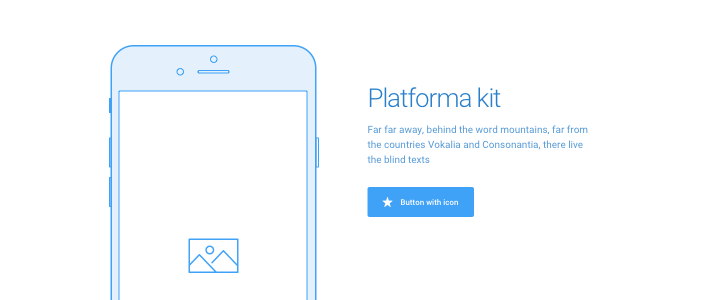 Platforma kit
Far far away, behind the word mountains, far from
the countries Vokalia and Consonantia, there live
the blind texts
Button with icon